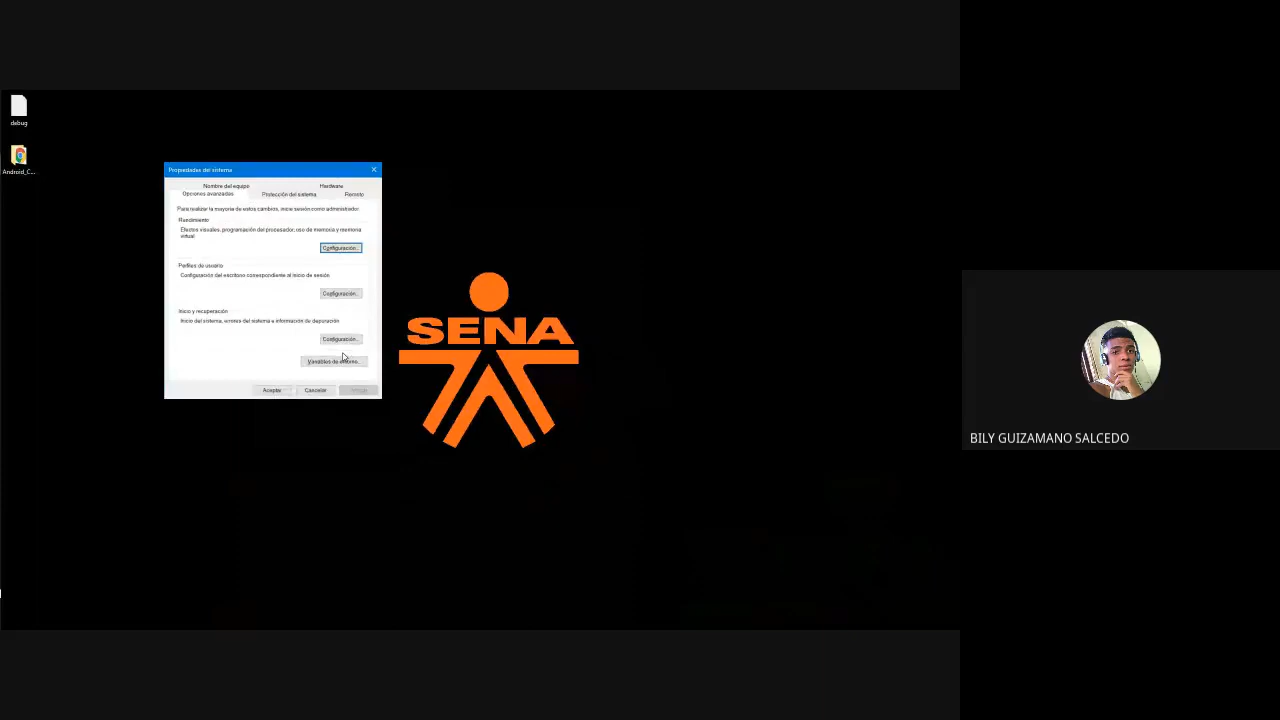 debug
Android_C...
Propiedades del sistema
Nombre del equipo
Hardware
Opciones avanzadas
Protección del sistema
Remoto
Para realizar la mayoría de estos cambios, inicie sesión como administrador.
Rendimiento
Efectos visuales, programación del procesador, uso de memoria y memoria
virtual
Configuración...
Perfiles de usuario
Configuración del escritorio correspondiente al inicio de sesión
Configuración...
Inicio y recuperación
Inicio del sistema, errores del sistema e información de depuración
Configuración...
Variables de entorno...
Aceptar
Cancelar
SENA
BILY GUIZAMANO SALCEDO